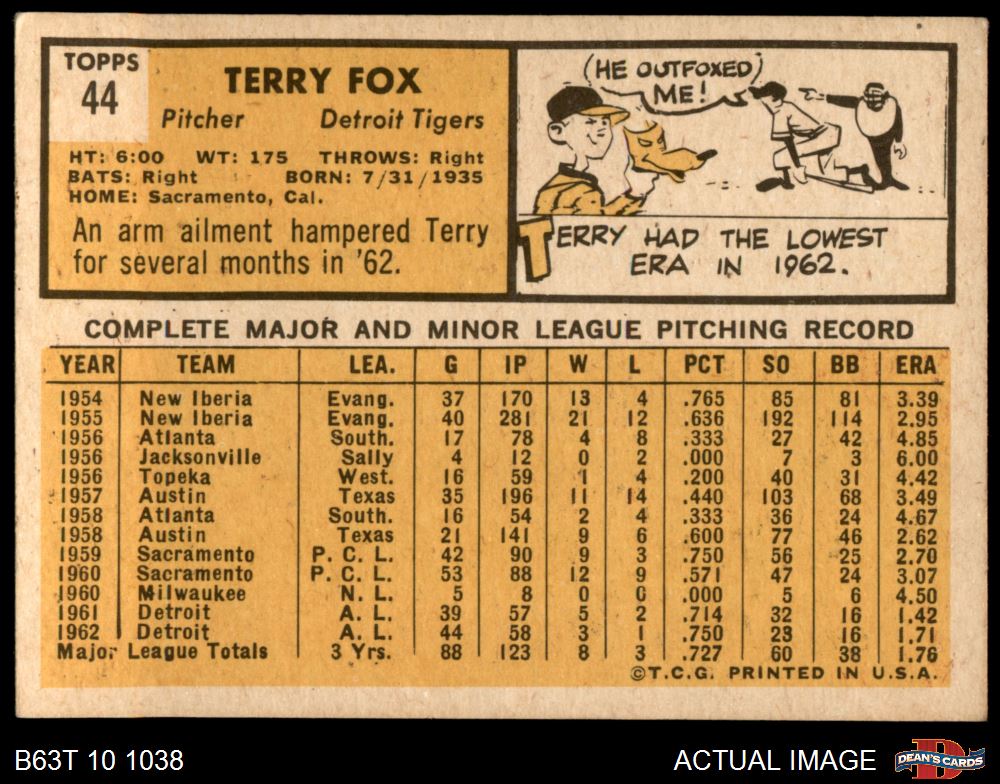 TOPPS
44
TERRY FOX
Pitcher Detroit Tigers
HT: 6:00 WT: 175 THROWS: Right
BATS: Right BORN: 7/31/1935
HOME: Sacramento, Cal.
An arm ailment hampered Terry
for several months in '62.
(HE OUTFOXED)
ME!
TERRY HAD THE LOWEST
ERA IN 1962.
COMPLETE MAJOR AND MINOR LEAGUE PITCHING RECORD
YEAR TEAM LEA. G IP W L PCT SO BB ERA
1954 New Iberia Evang. 37 170 13 4 .765 85 81 3.39
1955 New Iberia Evang. 40 281 21 12 .636 192 114 2.95
1956 Atlanta South. 17 78 4 8 .333 27 42 4.85
1956 Jacksonville Sally 4 12 0 2 .000 7 3 6.00
1956 Topeka West. 16 59 1 4 .200 40 31 4.42
1957 Austin Texas 35 196 11 14 .440 103 68 3.49
1958 Atlanta South. 16 54 2 4 .333 36 24 4.67
1958 Austin Texas 21 141 9 6 .600 77 46 2.62
1959 Sacramento P. C. L. 42 90 9 3 .750 56 25 2.70
1960 Sacramento P. C. L. 53 88 12 9 .571 47 24 3.07
1960 Milwaukee N. L. 5 8 0 0 .000 5 6 4.50
1961 Detroit A. L. 39 57 5 2 .714 32 16 1.42
1962 Detroit A. L. 44 58 3 1 .750 23 16 1.71
Major League Totals 3 Yrs. 88 123 8 3 .727 60 38 1.76
©T.C.G. PRINTED IN U.S.A.
B63T 10 1038 ACTUAL IMAGE
DEAN'S CARDS